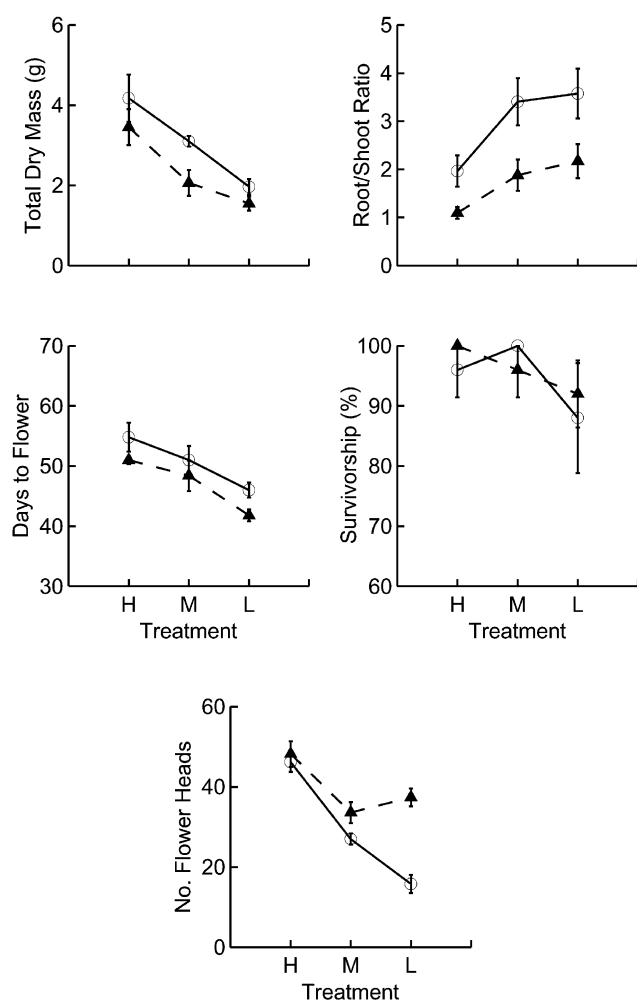 Total Dry Mass (g)
6
4
2
0
Root/Shoot Ratio
5
4
3
2
1
0
Days to Flower
70
60
50
40
30
H M L
Treatment
Survivorship (%)
100
90
80
70
60
H M L
Treatment
No. Flower Heads
60
40
20
0
H M L
Treatment